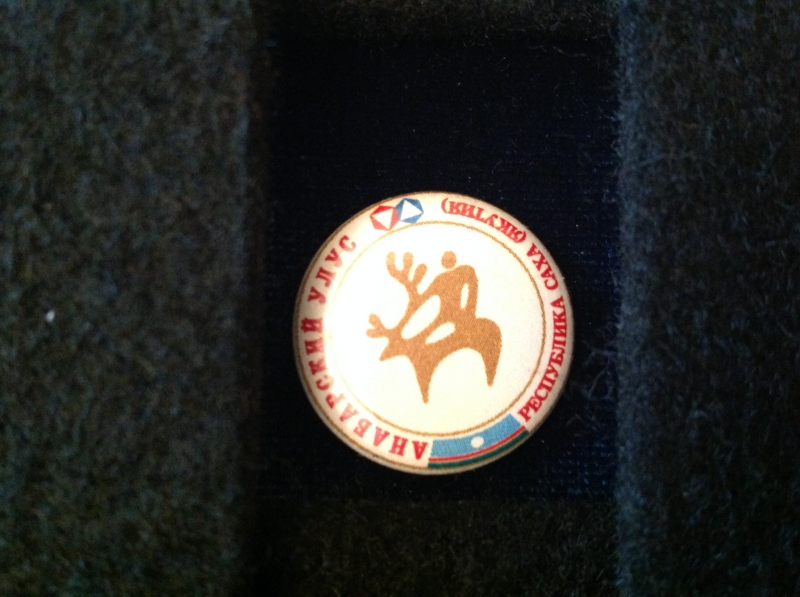 АНАБАРСКИЙ УЛУС
РЕСПУБЛИКА САХА (ЯКУТИЯ)